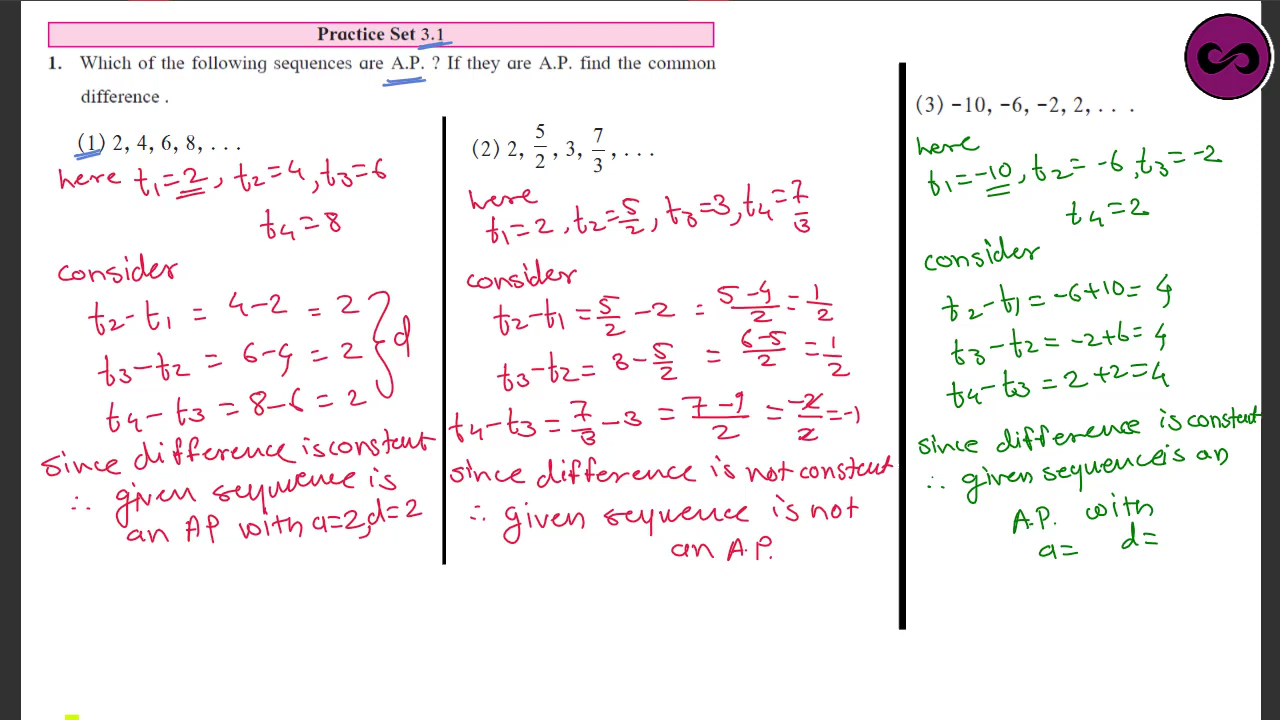 Practice Set 3.1
1. Which of the following sequences are A.P. ? If they are A.P. find the common
difference .
(1) 2, 4, 6, 8, . . .
here t₁=2, t₂=4, t₃=6
t₄=8
consider
t₂-t₁ = 4-2 = 2
t₃-t₂ = 6-4 = 2 } d
t₄-t₃ = 8-6 = 2
since difference is constent
∴ given sequence is
an AP with a=2, d=2
(2) 2, 5/2, 3, 7/3, . . .
here
t₁=2, t₂=5/2, t₃=3, t₄=7/3
consider
t₂-t₁ = 5/2 - 2 = 5-4/2 = 1/2
t₃-t₂ = 3 - 5/2 = 6-5/2 = 1/2
t₄-t₃ = 7/3 - 3 = 7-9/2 = -2/2 = -1
since difference is not constent
∴ given sequence is not
an A.P.
(3) -10, -6, -2, 2, . . .
here
t₁=-10, t₂=-6, t₃=-2
t₄=2
consider
t₂-t₁ = -6+10 = 4
t₃-t₂ = -2+6 = 4
t₄-t₃ = 2+2 = 4
since difference is constent
∴ given sequence is an
A.P. with
a= d=